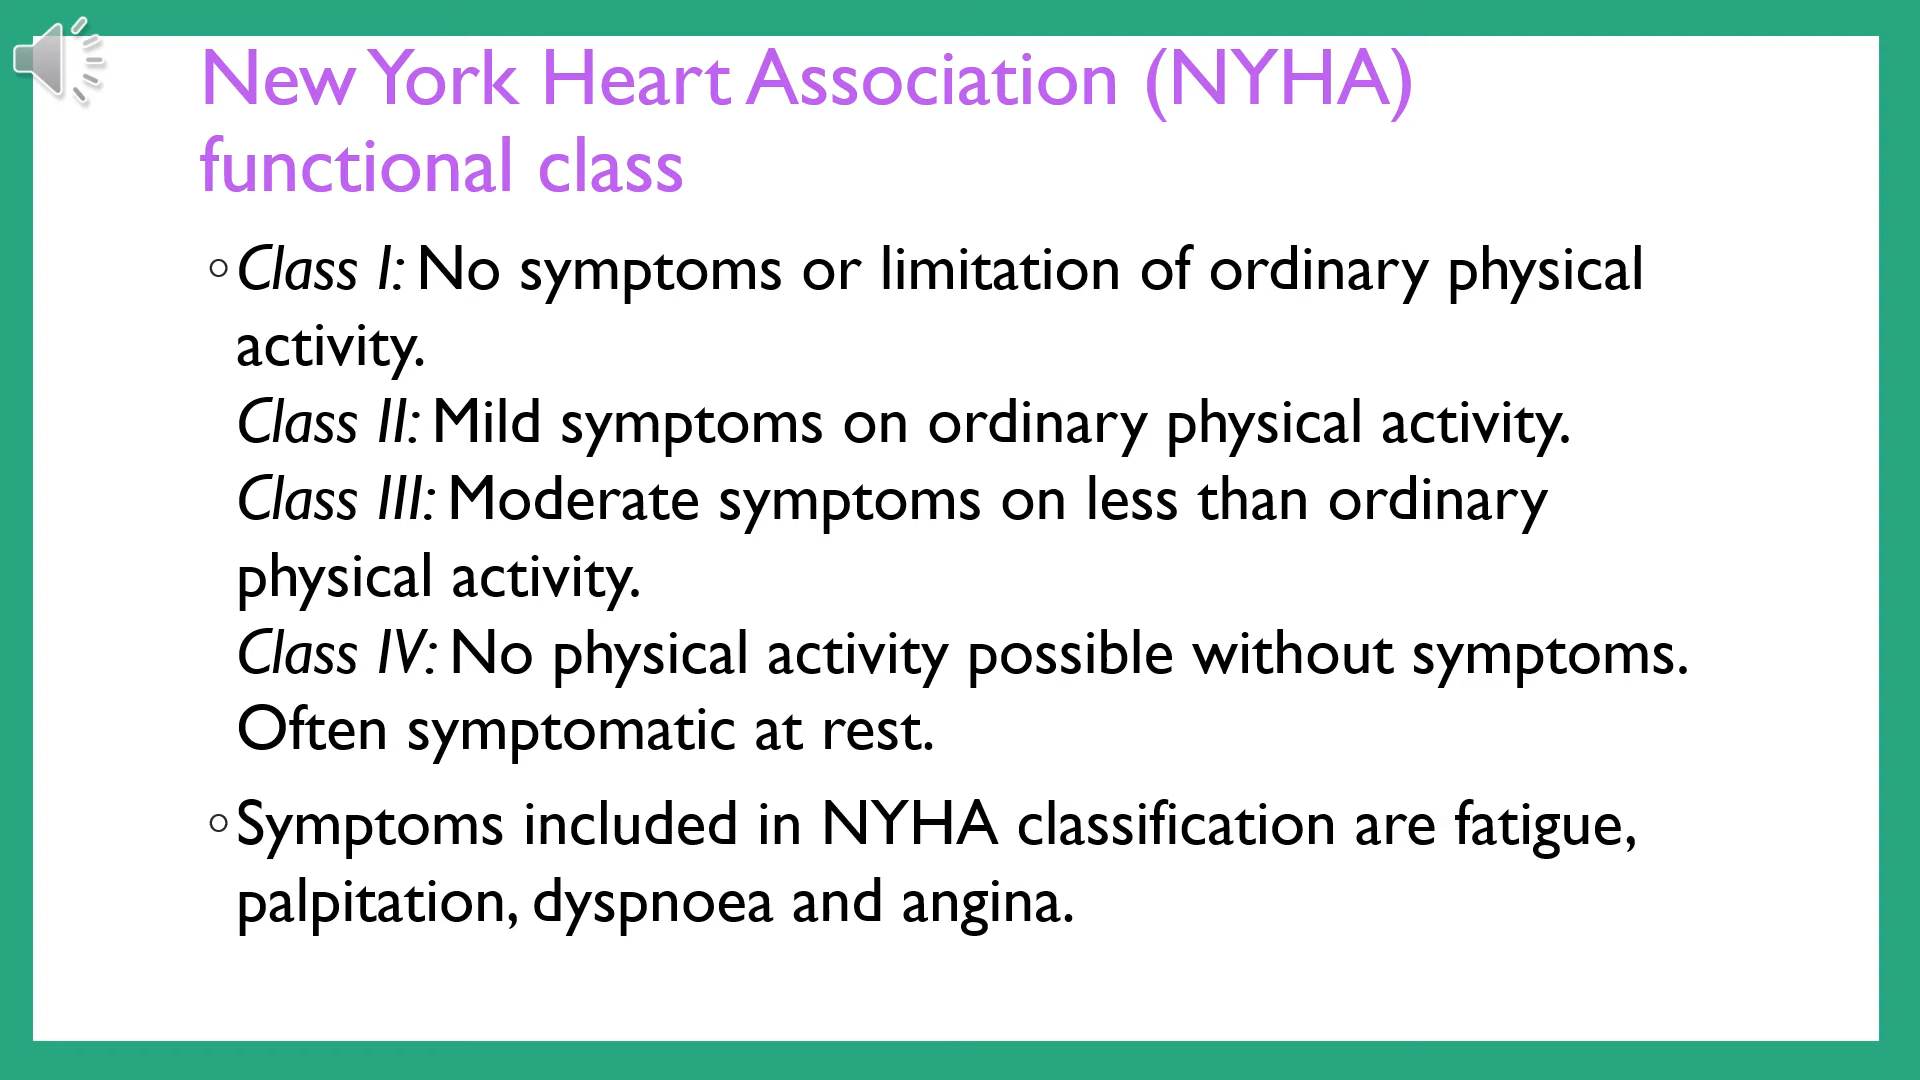 New York Heart Association (NYHA)
functional class
◦Class I: No symptoms or limitation of ordinary physical
activity.
Class II: Mild symptoms on ordinary physical activity.
Class III: Moderate symptoms on less than ordinary
physical activity.
Class IV: No physical activity possible without symptoms.
Often symptomatic at rest.
◦Symptoms included in NYHA classification are fatigue,
palpitation, dyspnoea and angina.